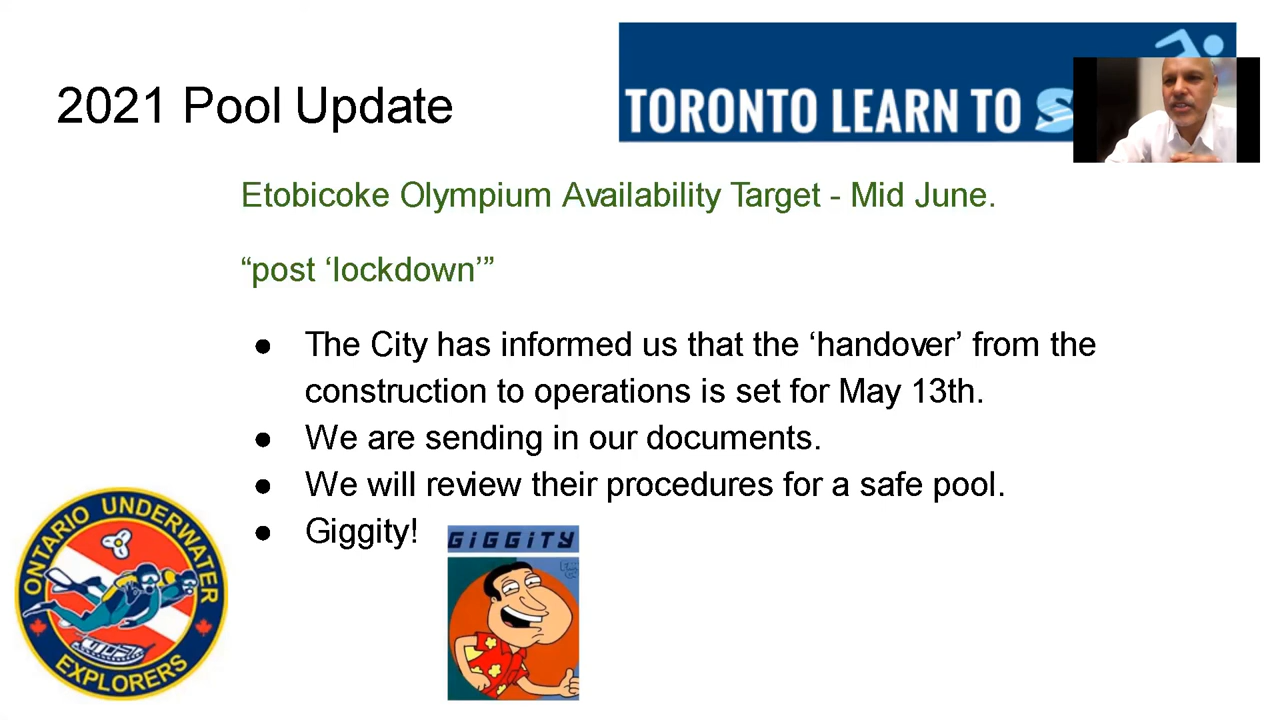 2021 Pool Update
TORONTO LEARN TO S
Etobicoke Olympium Availability Target - Mid June.
“post ‘lockdown’”
● The City has informed us that the ‘handover’ from the
construction to operations is set for May 13th.
● We are sending in our documents.
● We will review their procedures for a safe pool.
● Giggity!
GIGGITY
ONTARIO UNDERWATER
EXPLORERS